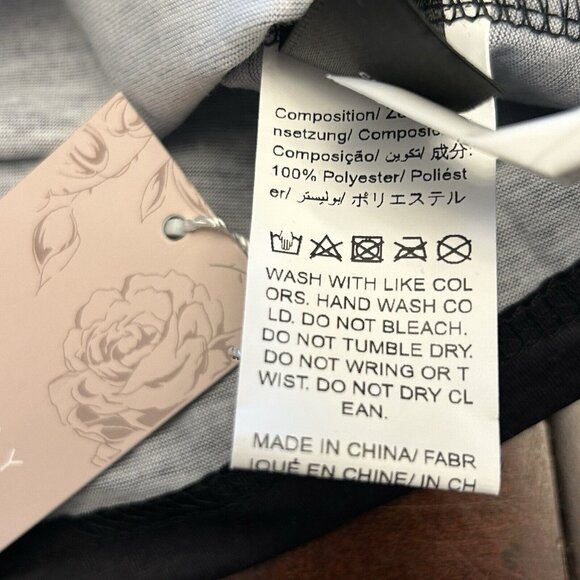 Composition/
nsetzung/
Composição/ تكوين/ 成分:
100% Polyester/ Poliést
er/ بوليستر/ ポリエステル
WASH WITH LIKE COL
ORS. HAND WASH CO
LD. DO NOT BLEACH.
DO NOT TUMBLE DRY.
DO NOT WRING OR T
WIST. DO NOT DRY CL
EAN.
MADE IN CHINA/ FABR
IQUÉ EN CHINE/ IN CH
Y